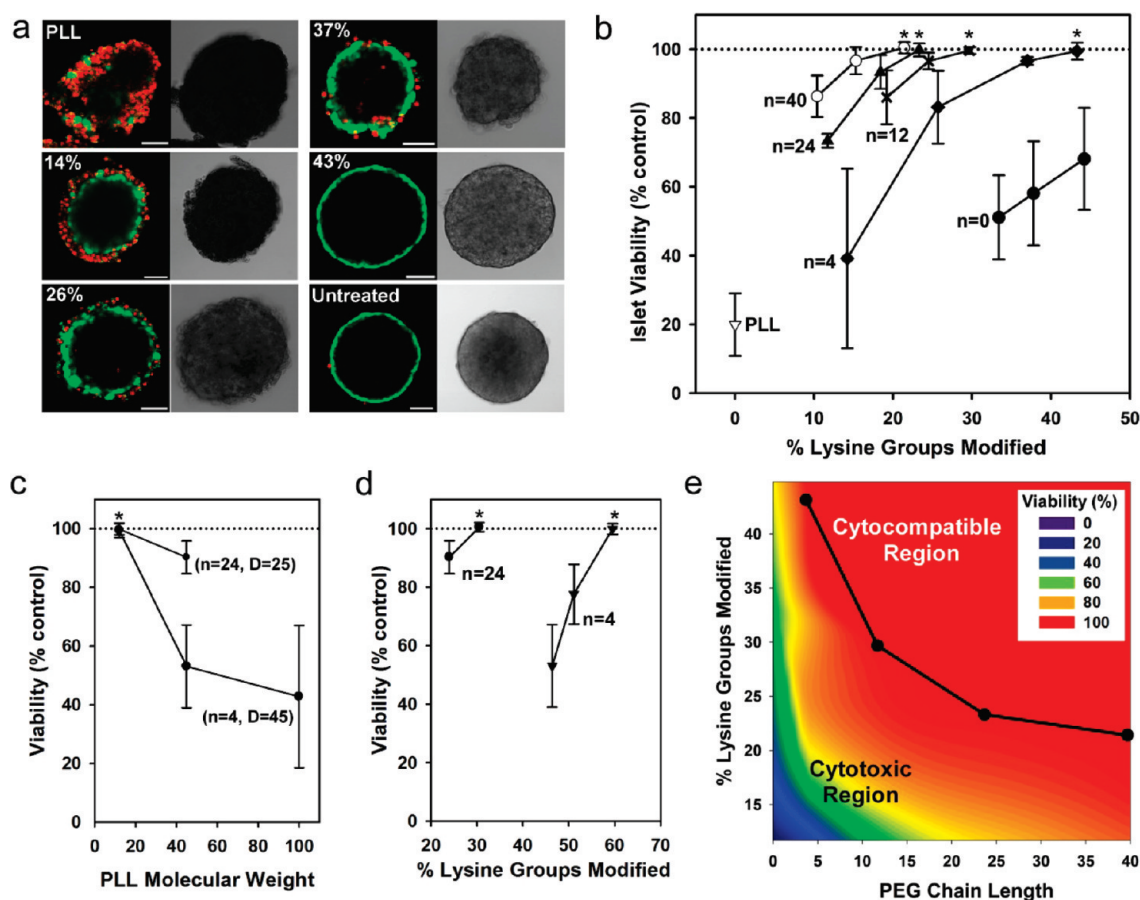 a
PLL
37%
14%
43%
26%
Untreated
b
Islet Viability (% control)
100
80
60
40
20
0
* *
*
*
n=40
n=24
n=12
n=4
n=0
PLL
0 10 20 30 40 50
% Lysine Groups Modified
c
Viability (% control)
100
80
60
40
20
0
*
(n=24, D=25)
(n=4, D=45)
0 20 40 60 80 100
PLL Molecular Weight
d
Viability (% control)
100
80
60
40
20
0
*
*
n=24
n=4
20 30 40 50 60 70
% Lysine Groups Modified
e
% Lysine Groups Modified
40
35
30
25
20
15
Cytocompatible
Region
Viability (%)
0
20
40
60
80
100
Cytotoxic
Region
0 5 10 15 20 25 30 35 40
PEG Chain Length